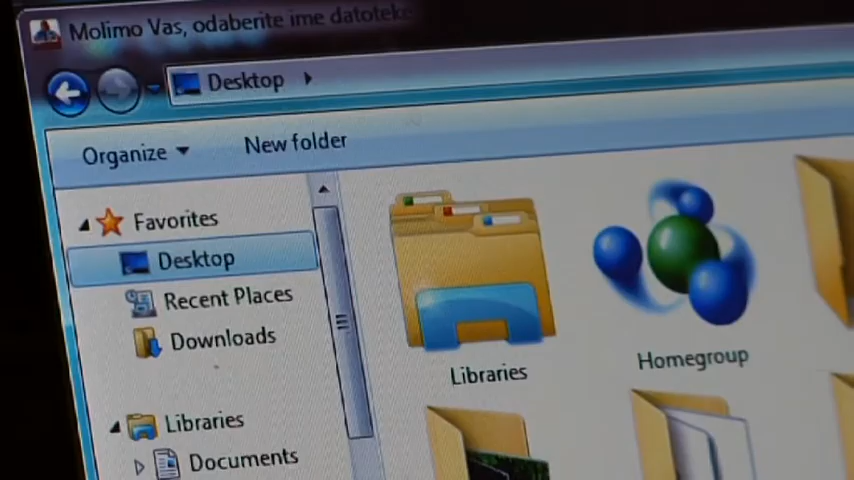 Molimo Vas, odaberite ime datoteke
Desktop
Organize
New folder
Favorites
Desktop
Recent Places
Downloads
Libraries
Documents
Libraries
Homegroup